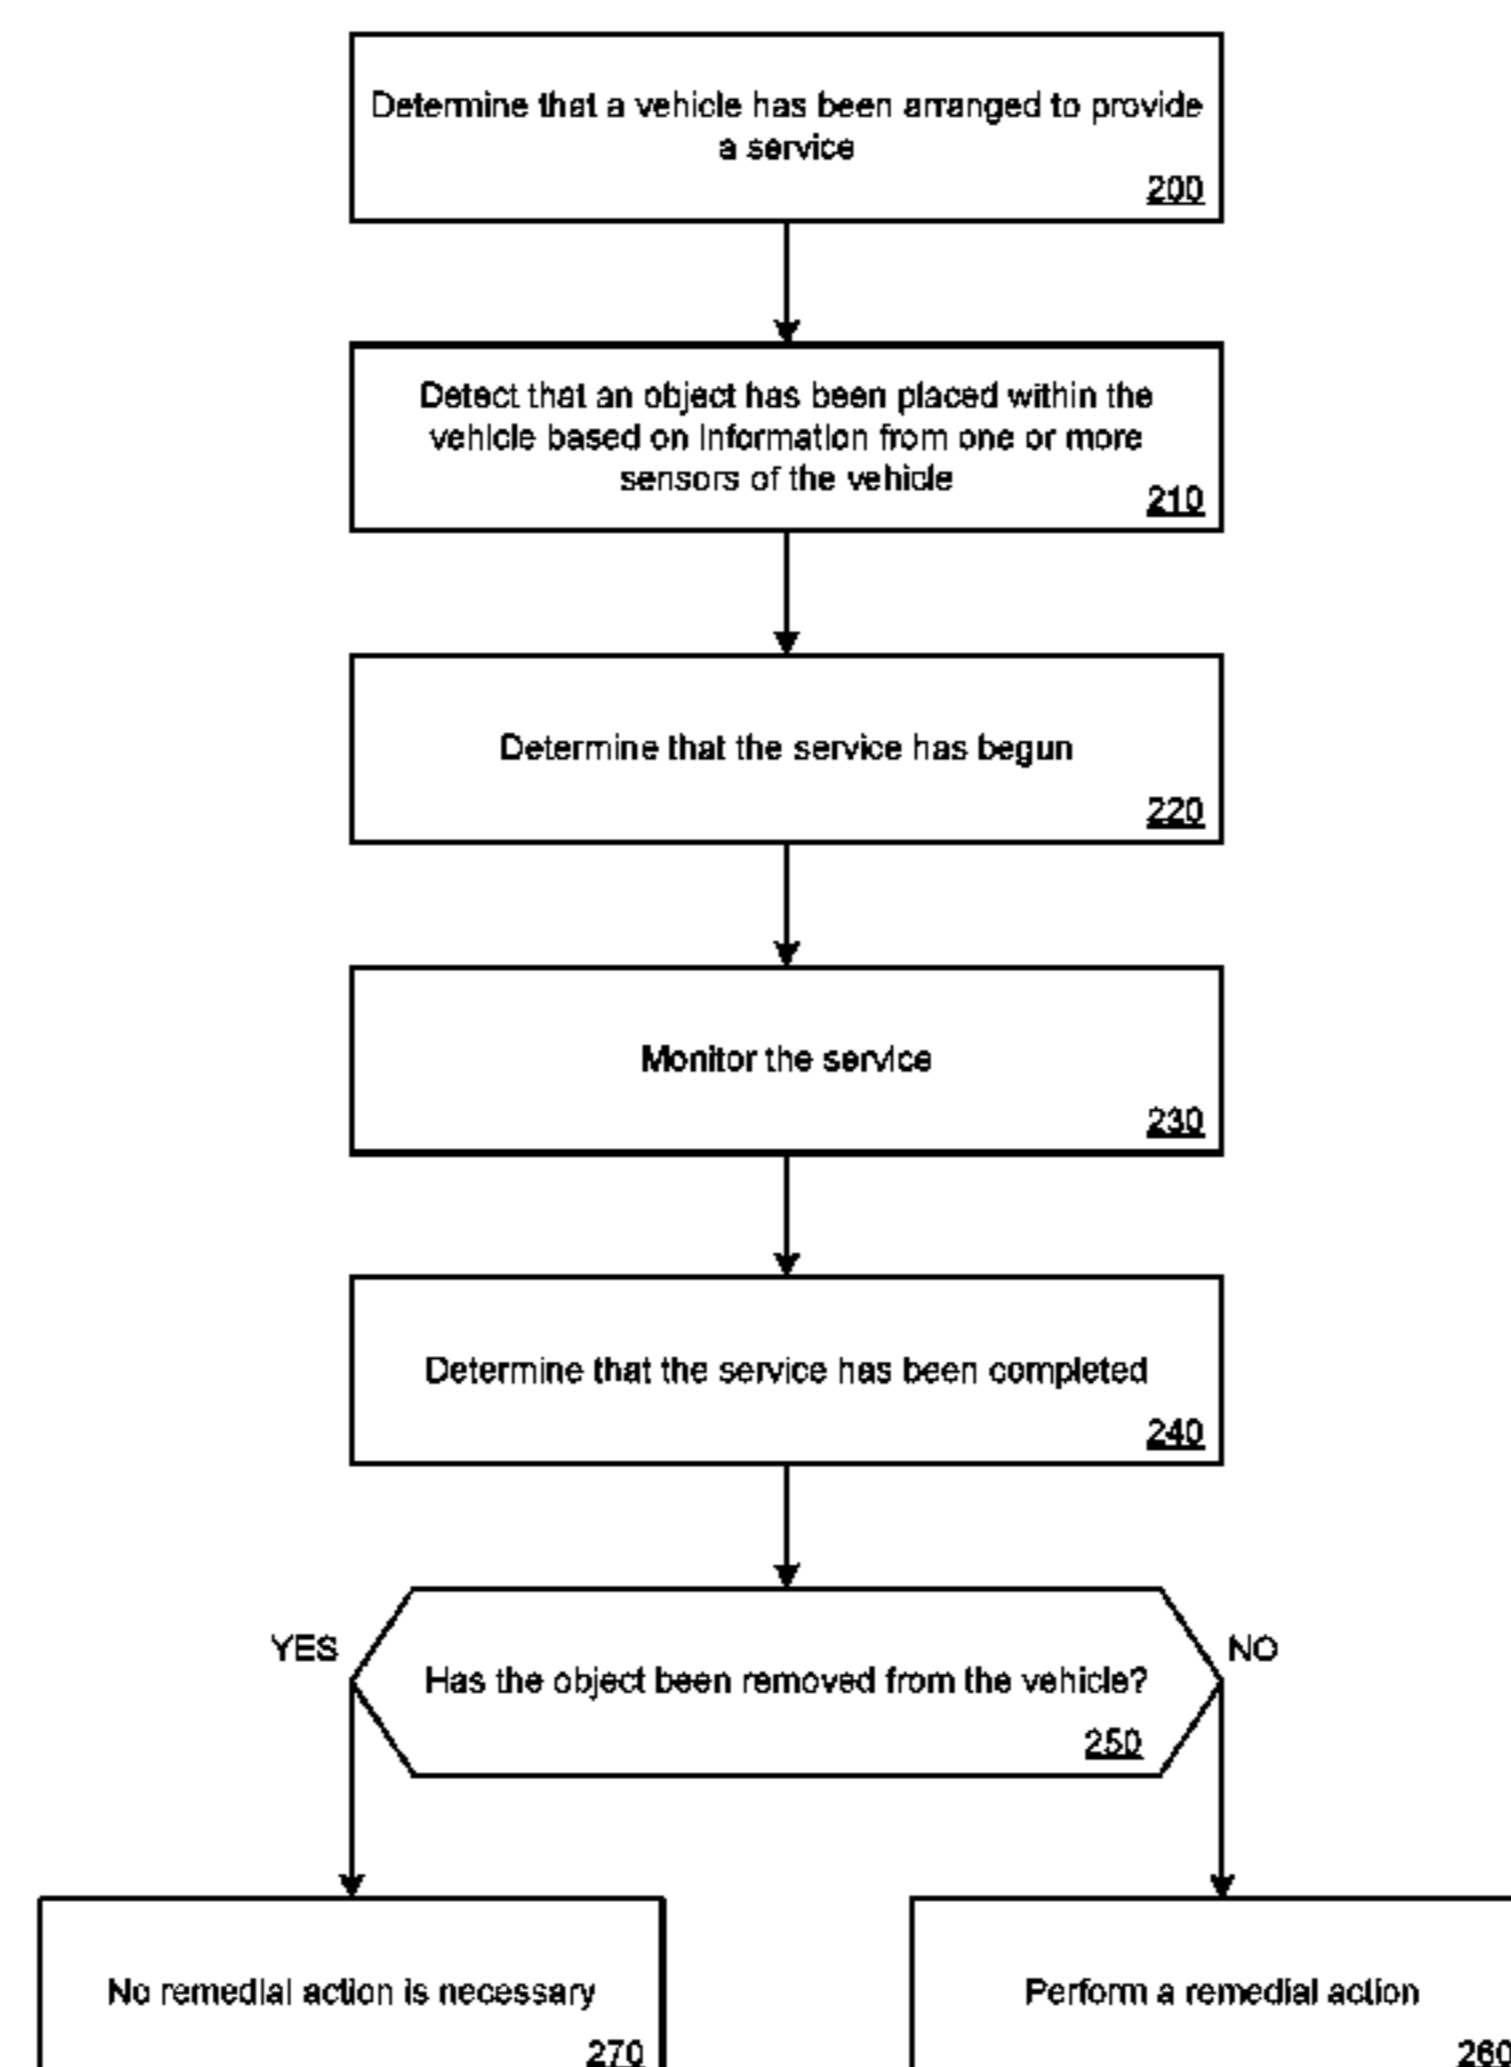 Determine that a vehicle has been arranged to provide
a service
200
Detect that an object has been placed within the
vehicle based on information from one or more
sensors of the vehicle
210
Determine that the service has begun
220
Monitor the service
230
Determine that the service has been completed
240
YES
NO
Has the object been removed from the vehicle?
250
No remedial action is necessary
270
Perform a remedial action
260